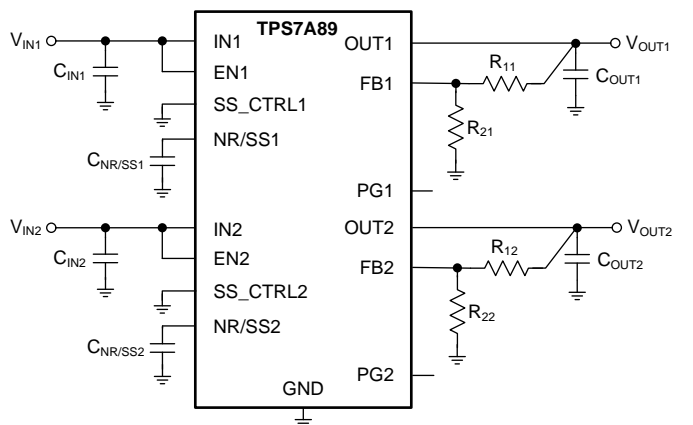 TPS7A89
V_IN1
IN1
OUT1
V_OUT1
C_IN1
EN1
FB1
R_11
C_OUT1
SS_CTRL1
R_21
C_NR/SS1
NR/SS1
PG1
V_IN2
IN2
OUT2
V_OUT2
C_IN2
EN2
FB2
R_12
C_OUT2
SS_CTRL2
R_22
C_NR/SS2
NR/SS2
PG2
GND